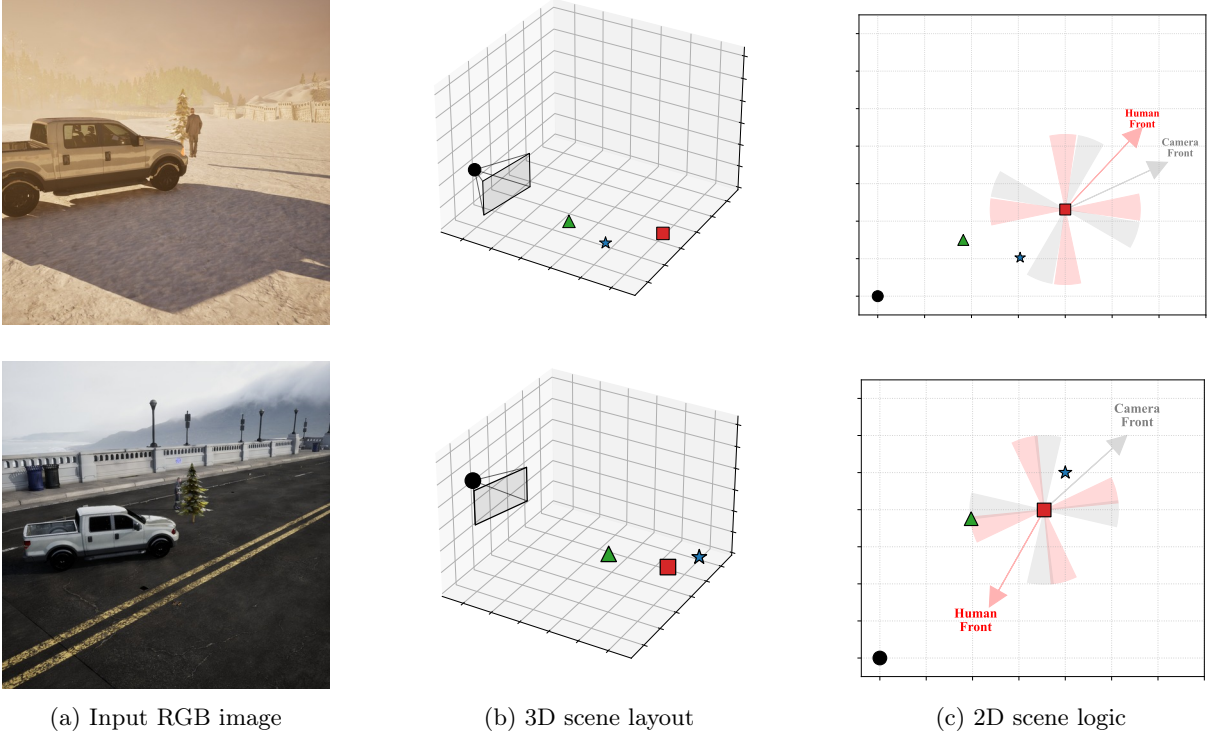 Human
Front
Camera
Front
Camera
Front
Human
Front
(a) Input RGB image
(b) 3D scene layout
(c) 2D scene logic